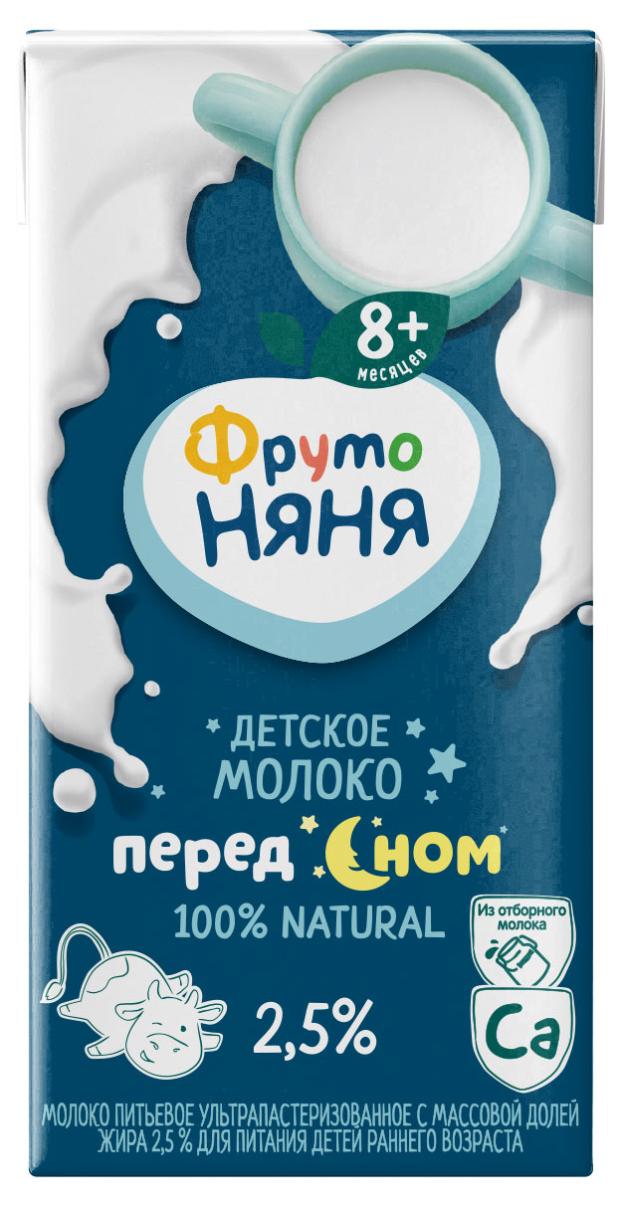 8+
месяцев
Фруто
няня
ДЕТСКОЕ
МОЛОКО
перед сном
100% NATURAL
Из отборного
молока
2,5%
Ca
МОЛОКО ПИТЬЕВОЕ УЛЬТРАПАСТЕРИЗОВАННОЕ С МАССОВОЙ ДОЛЕЙ
ЖИРА 2,5 % ДЛЯ ПИТАНИЯ ДЕТЕЙ РАННЕГО ВОЗРАСТА